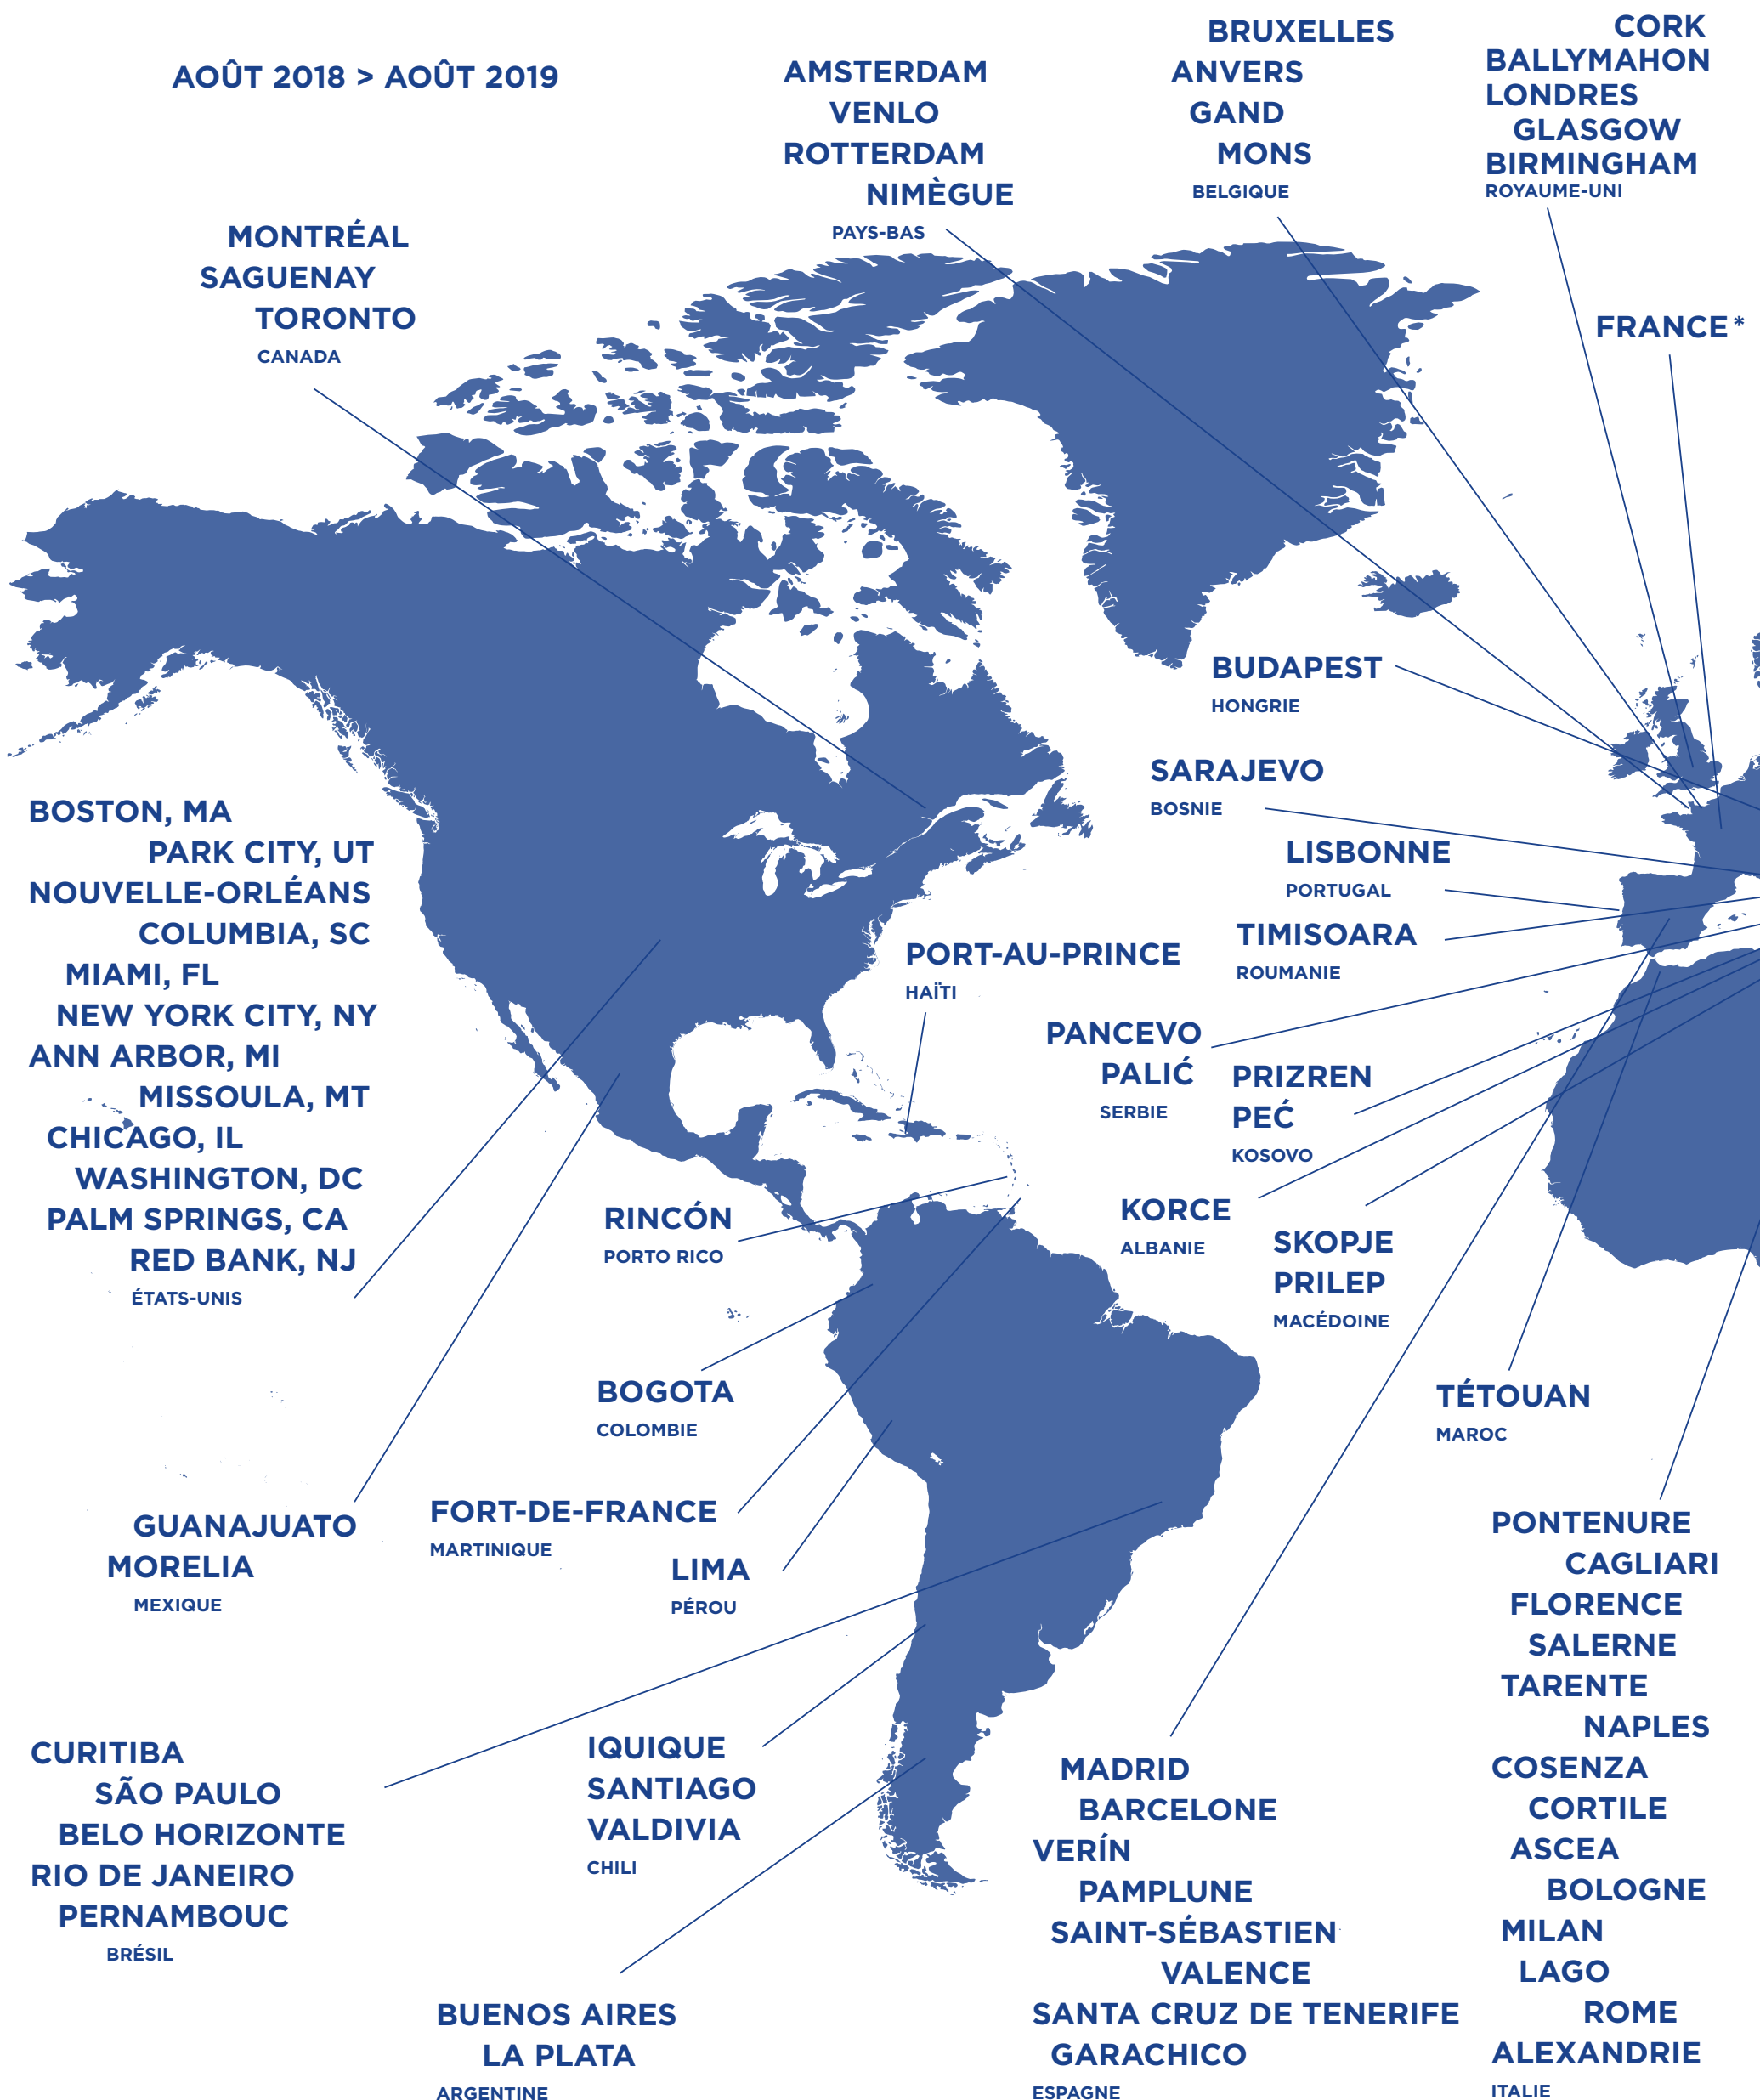 AOÛT 2018 > AOÛT 2019
AMSTERDAM
VENLO
ROTTERDAM
NIMÈGUE
PAYS-BAS
BRUXELLES
ANVERS
GAND
MONS
BELGIQUE
CORK
BALLYMAHON
LONDRES
GLASGOW
BIRMINGHAM
ROYAUME-UNI
MONTRÉAL
SAGUENAY
TORONTO
CANADA
FRANCE*
BUDAPEST
HONGRIE
SARAJEVO
BOSNIE
LISBONNE
PORTUGAL
TIMISOARA
ROUMANIE
BOSTON, MA
PARK CITY, UT
NOUVELLE-ORLÉANS
COLUMBIA, SC
MIAMI, FL
NEW YORK CITY, NY
ANN ARBOR, MI
MISSOULA, MT
CHICAGO, IL
WASHINGTON, DC
PALM SPRINGS, CA
RED BANK, NJ
ÉTATS-UNIS
PORT-AU-PRINCE
HAÏTI
PANCEVO
PALIĆ
SERBIE
PRIZREN
PEĆ
KOSOVO
RINCÓN
PORTO RICO
KORCE
ALBANIE
SKOPJE
PRILEP
MACÉDOINE
BOGOTA
COLOMBIE
TÉTOUAN
MAROC
GUANAJUATO
MORELIA
MEXIQUE
FORT-DE-FRANCE
MARTINIQUE
LIMA
PÉROU
CURITIBA
SÃO PAULO
BELO HORIZONTE
RIO DE JANEIRO
PERNAMBOUC
BRÉSIL
IQUIQUE
SANTIAGO
VALDIVIA
CHILI
BUENOS AIRES
LA PLATA
ARGENTINE
MADRID
BARCELONE
VERÍN
PAMPLUNE
SAINT-SÉBASTIEN
VALENCE
SANTA CRUZ DE TENERIFE
GARACHICO
ESPAGNE
PONTENURE
CAGLIARI
FLORENCE
SALERNE
TARENTE
NAPLES
COSENZA
CORTILE
ASCEA
BOLOGNE
MILAN
LAGO
ROME
ALEXANDRIE
ITALIE